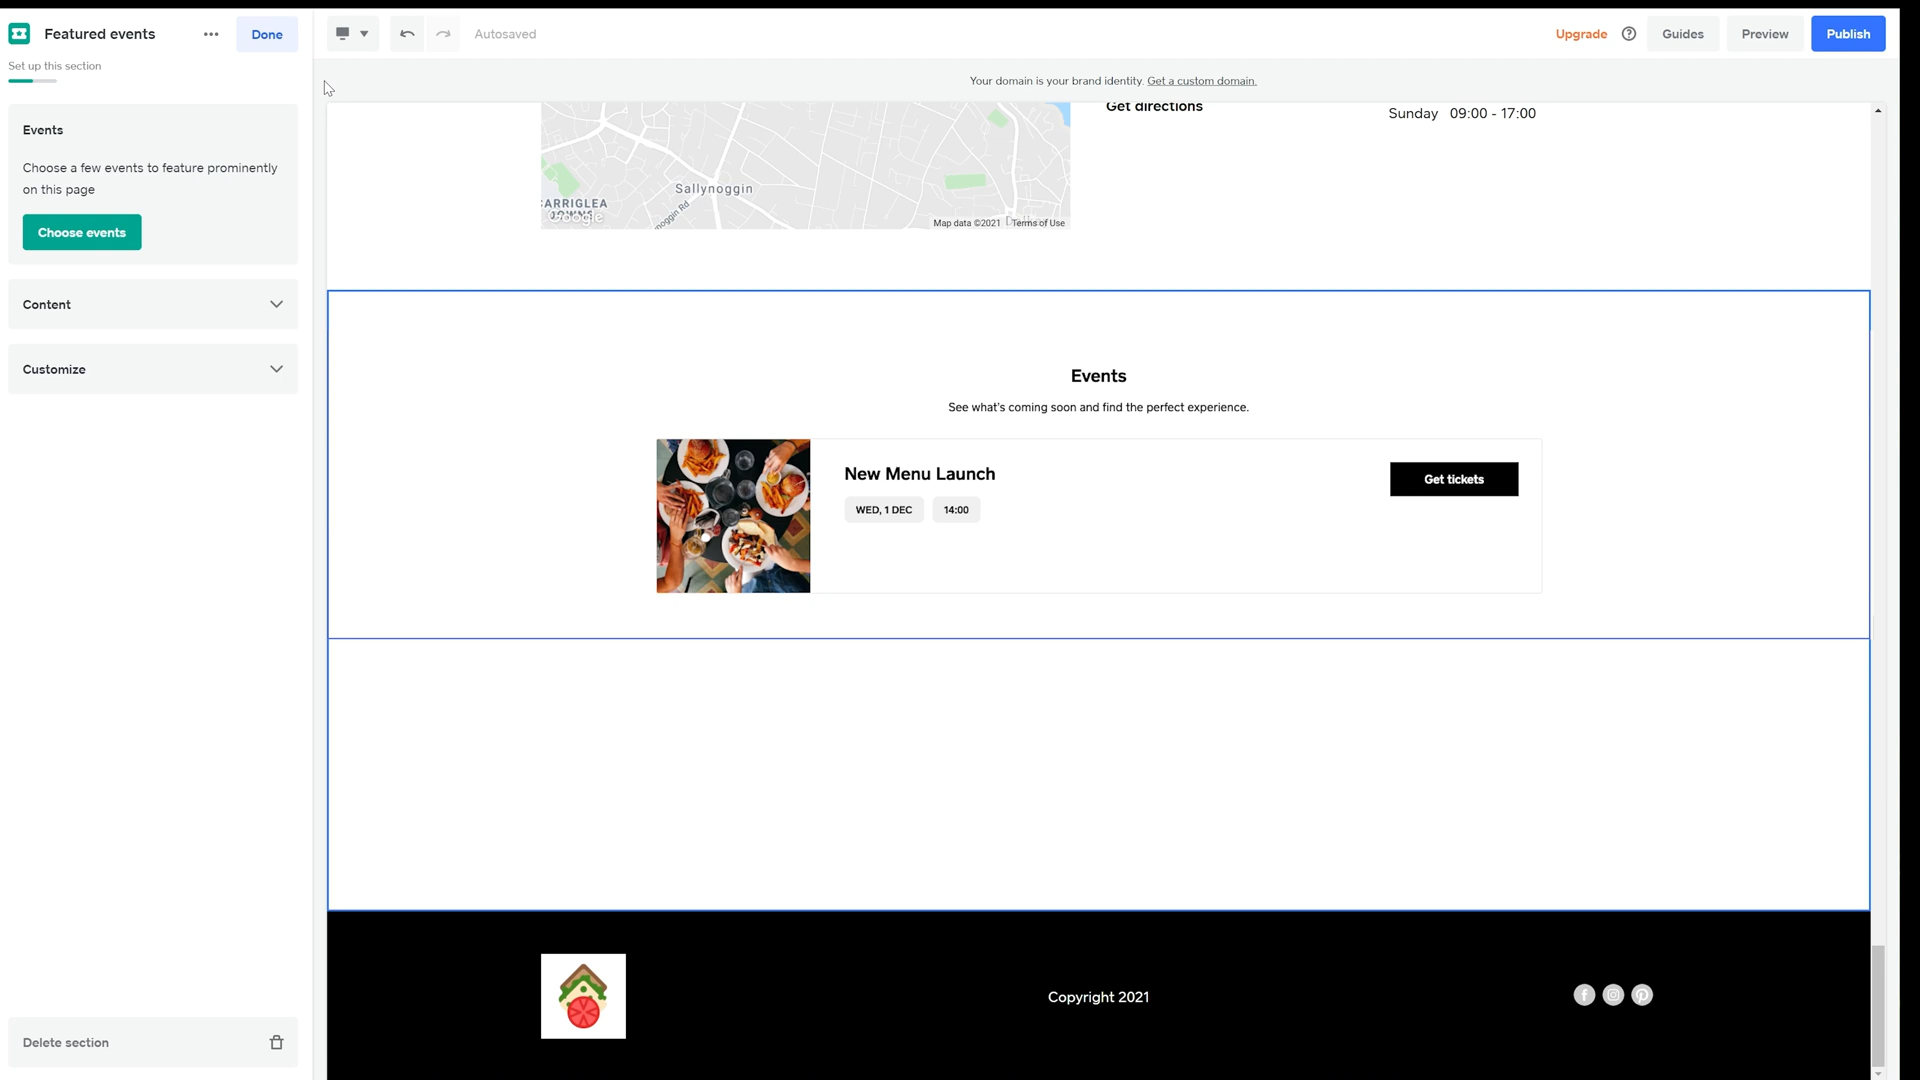 Featured events
Done
Autosaved
Upgrade
Guides
Preview
Publish
Set up this section
Your domain is your brand identity. Get a custom domain.
Events
Choose a few events to feature prominently
on this page
Choose events
Content
Customize
Get directions
Sunday 09:00 - 17:00
Sallynoggin
Google
Map data ©2021
Terms of Use
Events
See what's coming soon and find the perfect experience.
New Menu Launch
WED, 1 DEC
14:00
Get tickets
Copyright 2021
Delete section